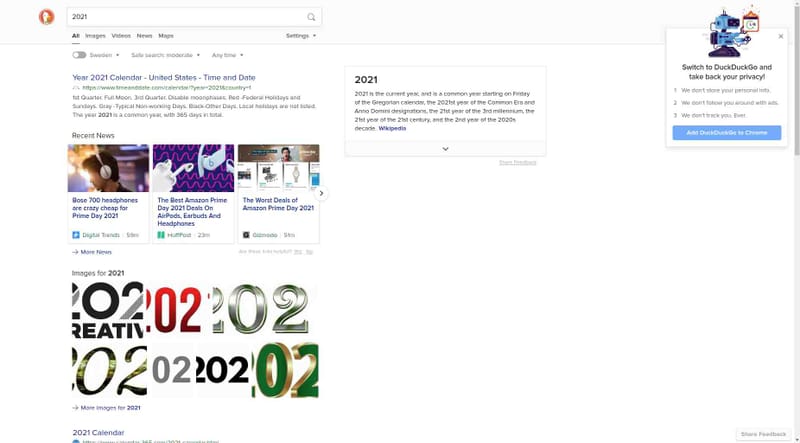 2021
All Images Videos News Maps Settings
Sweden Safe search: moderate Any time
Year 2021 Calendar - United States - Time and Date
https://www.timeanddate.com/calendar/?year=2021&country=1
1st Quarter. Full Moon. 3rd Quarter. Disable moonphases. Red -Federal Holidays and
Sundays. Gray -Typical Non-working Days. Black-Other Days. Local holidays are not listed.
The year 2021 is a common year, with 365 days in total.
Recent News
Bose 700 headphones
are crazy cheap for
Prime Day 2021
Digital Trends 59m
The Best Amazon Prime
Day 2021 Deals On
AirPods, Earbuds And
Headphones
HuffPost 23m
The Worst Deals of
Amazon Prime Day 2021
Gizmodo 51m
More News
Are these links helpful? Yes No
Images for 2021
202
CREATIV
202
202
202
02
202
02
More Images for 2021
2021 Calendar
2021
2021 is the current year, and is a common year starting on Friday
of the Gregorian calendar, the 2021st year of the Common Era and
Anno Domini designations, the 21st year of the 3rd millennium, the
21st year of the 21st century, and the 2nd year of the 2020s
decade. Wikipedia
Share Feedback
Switch to DuckDuckGo and
take back your privacy!
1 We don't store your personal info.
2 We don't follow you around with ads.
3 We don't track you. Ever.
Add DuckDuckGo to Chrome
Share Feedback